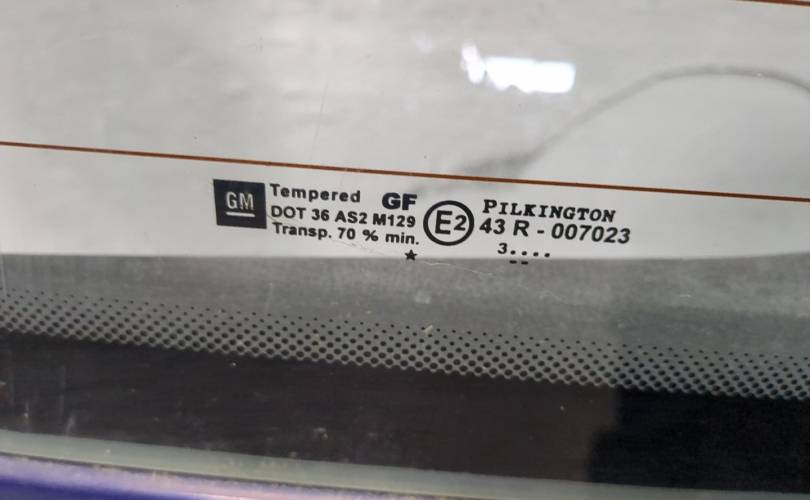 GM
Tempered GF
DOT 36 AS2 M129
Transp. 70 % min.
E2
PILKINGTON
43 R - 007023
3....